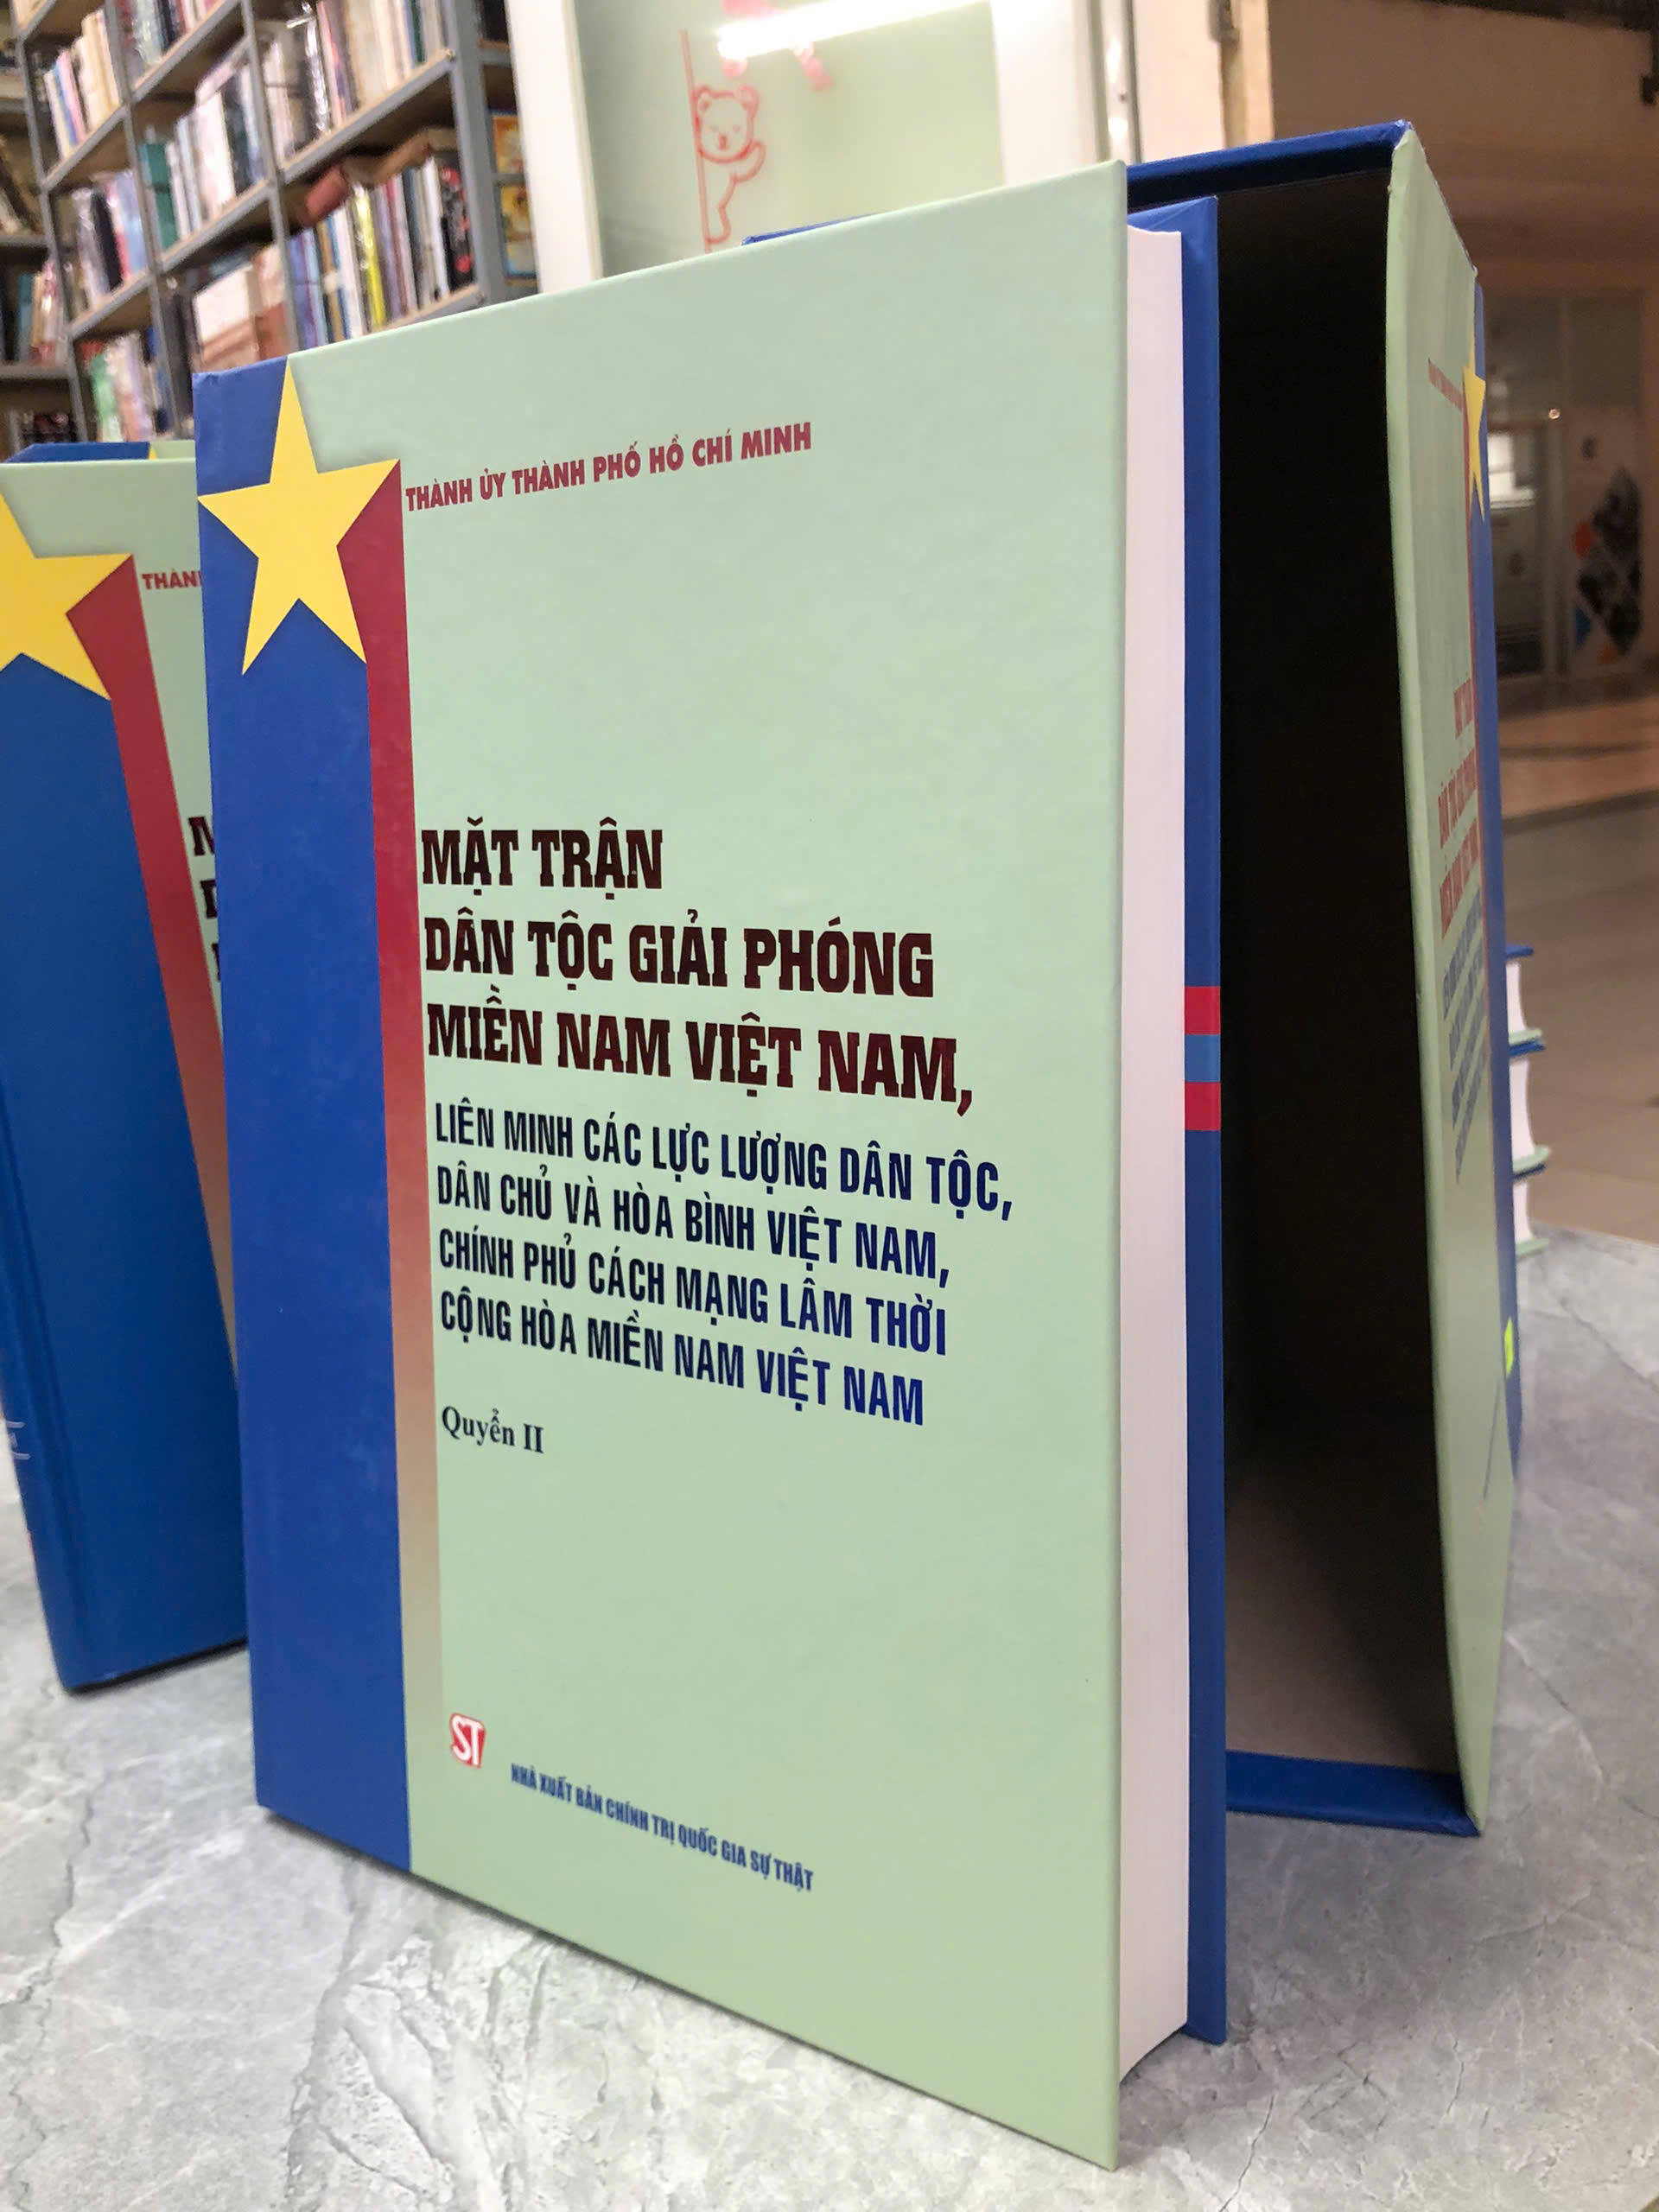 THÀNH ỦY THÀNH PHỐ HỒ CHÍ MINH
MẶT TRẬN
DÂN TỘC GIẢI PHÓNG
MIỀN NAM VIỆT NAM,
LIÊN MINH CÁC LỰC LƯỢNG DÂN TỘC,
DÂN CHỦ VÀ HÒA BÌNH VIỆT NAM,
CHÍNH PHỦ CÁCH MẠNG LÂM THỜI
CỘNG HÒA MIỀN NAM VIỆT NAM
Quyển II
ST
NHÀ XUẤT BẢN CHÍNH TRỊ QUỐC GIA SỰ THẬT
THÀN